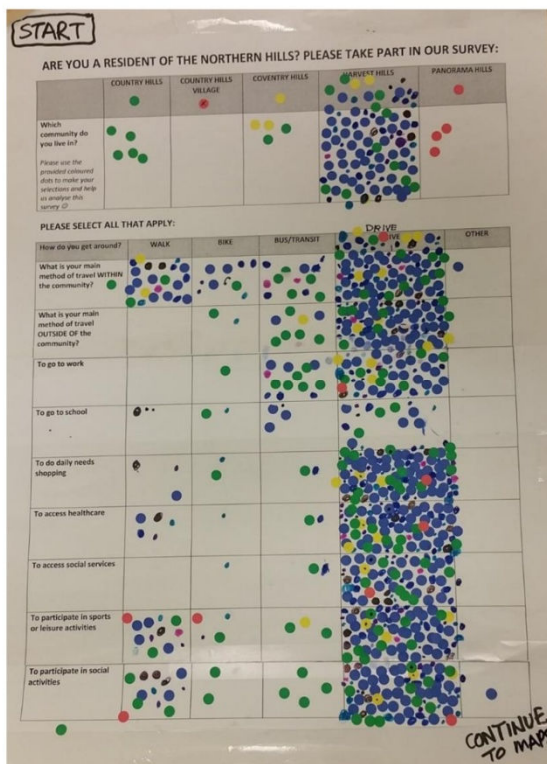 START
ARE YOU A RESIDENT OF THE NORTHERN HILLS? PLEASE TAKE PART IN OUR SURVEY:
COUNTRY HILLS
COUNTRY HILLS VILLAGE
COVENTRY HILLS
HARVEST HILLS
PANORAMA HILLS
Which
community do
you live in?
Please use the
provided coloured
dots to make your
selections and help
us analyse this
survey ☺
PLEASE SELECT ALL THAT APPLY:
DRIVE
How do you get around?
WALK
BIKE
BUS/TRANSIT
OTHER
What is your main
method of travel WITHIN
the community?
What is your main
method of travel
OUTSIDE OF the
community?
To go to work
To go to school
To do daily needs
shopping
To access healthcare
To access social services
To participate in sports
or leisure activities
To participate in social
activities
CONTINUE
TO MAPS